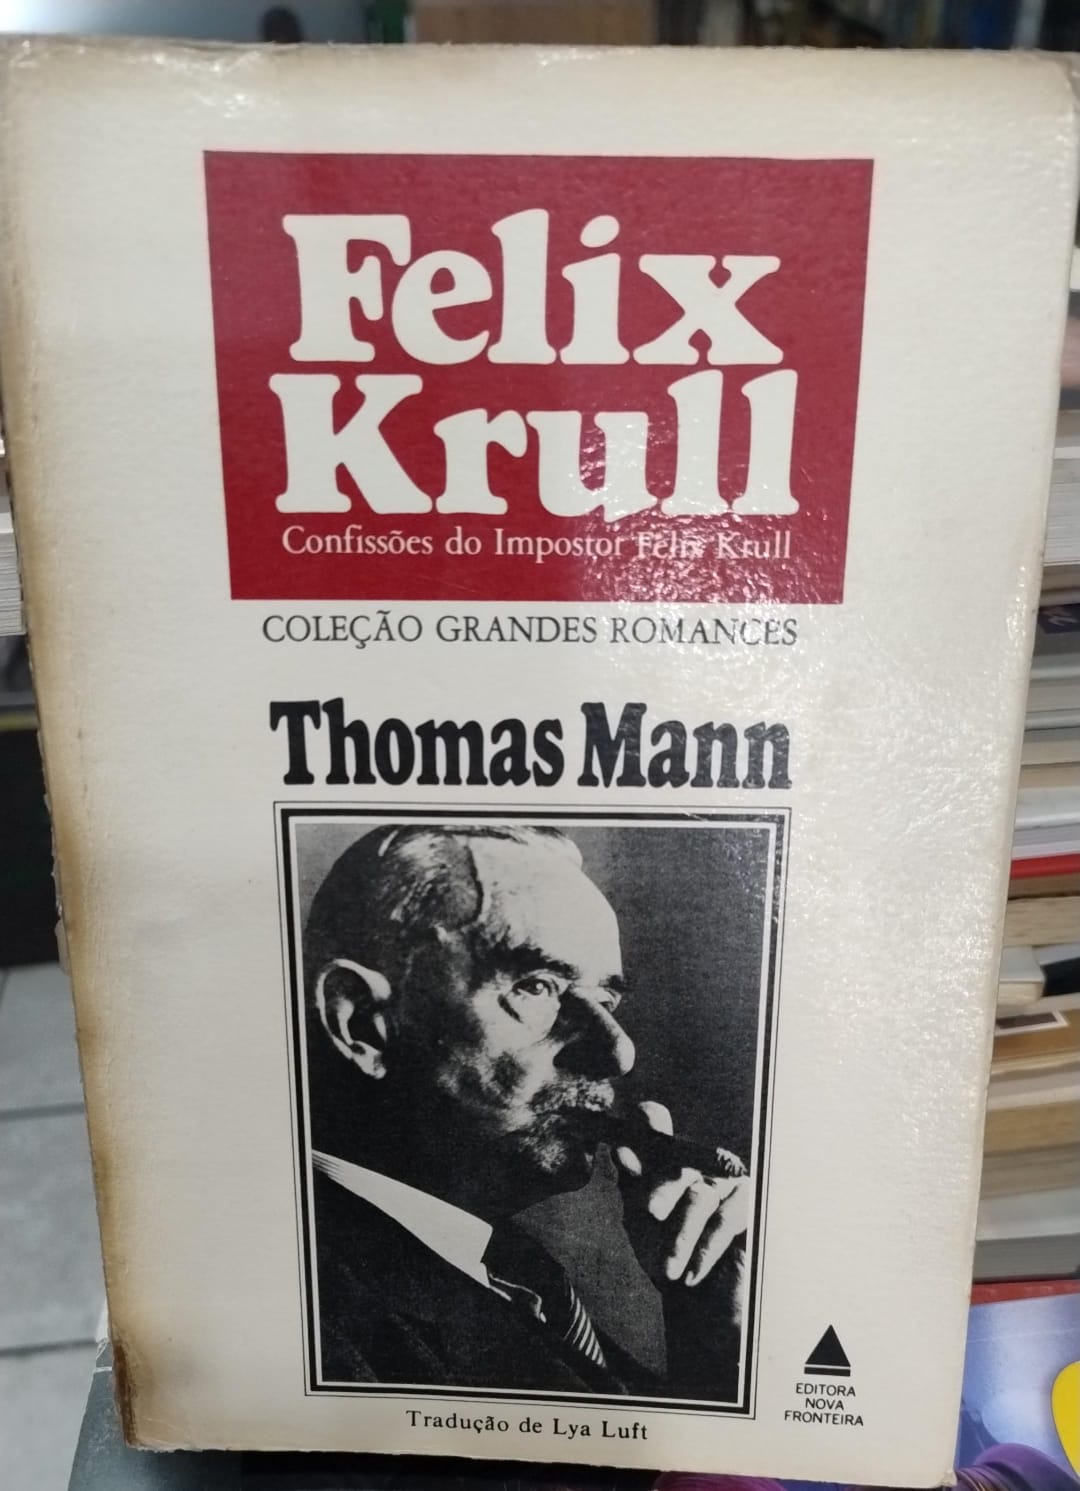 Felix
Krull
Confissões do Impostor Felix Krull
COLEÇÃO GRANDES ROMANCES
Thomas Mann
Tradução de Lya Luft
EDITORA
NOVA
FRONTEIRA